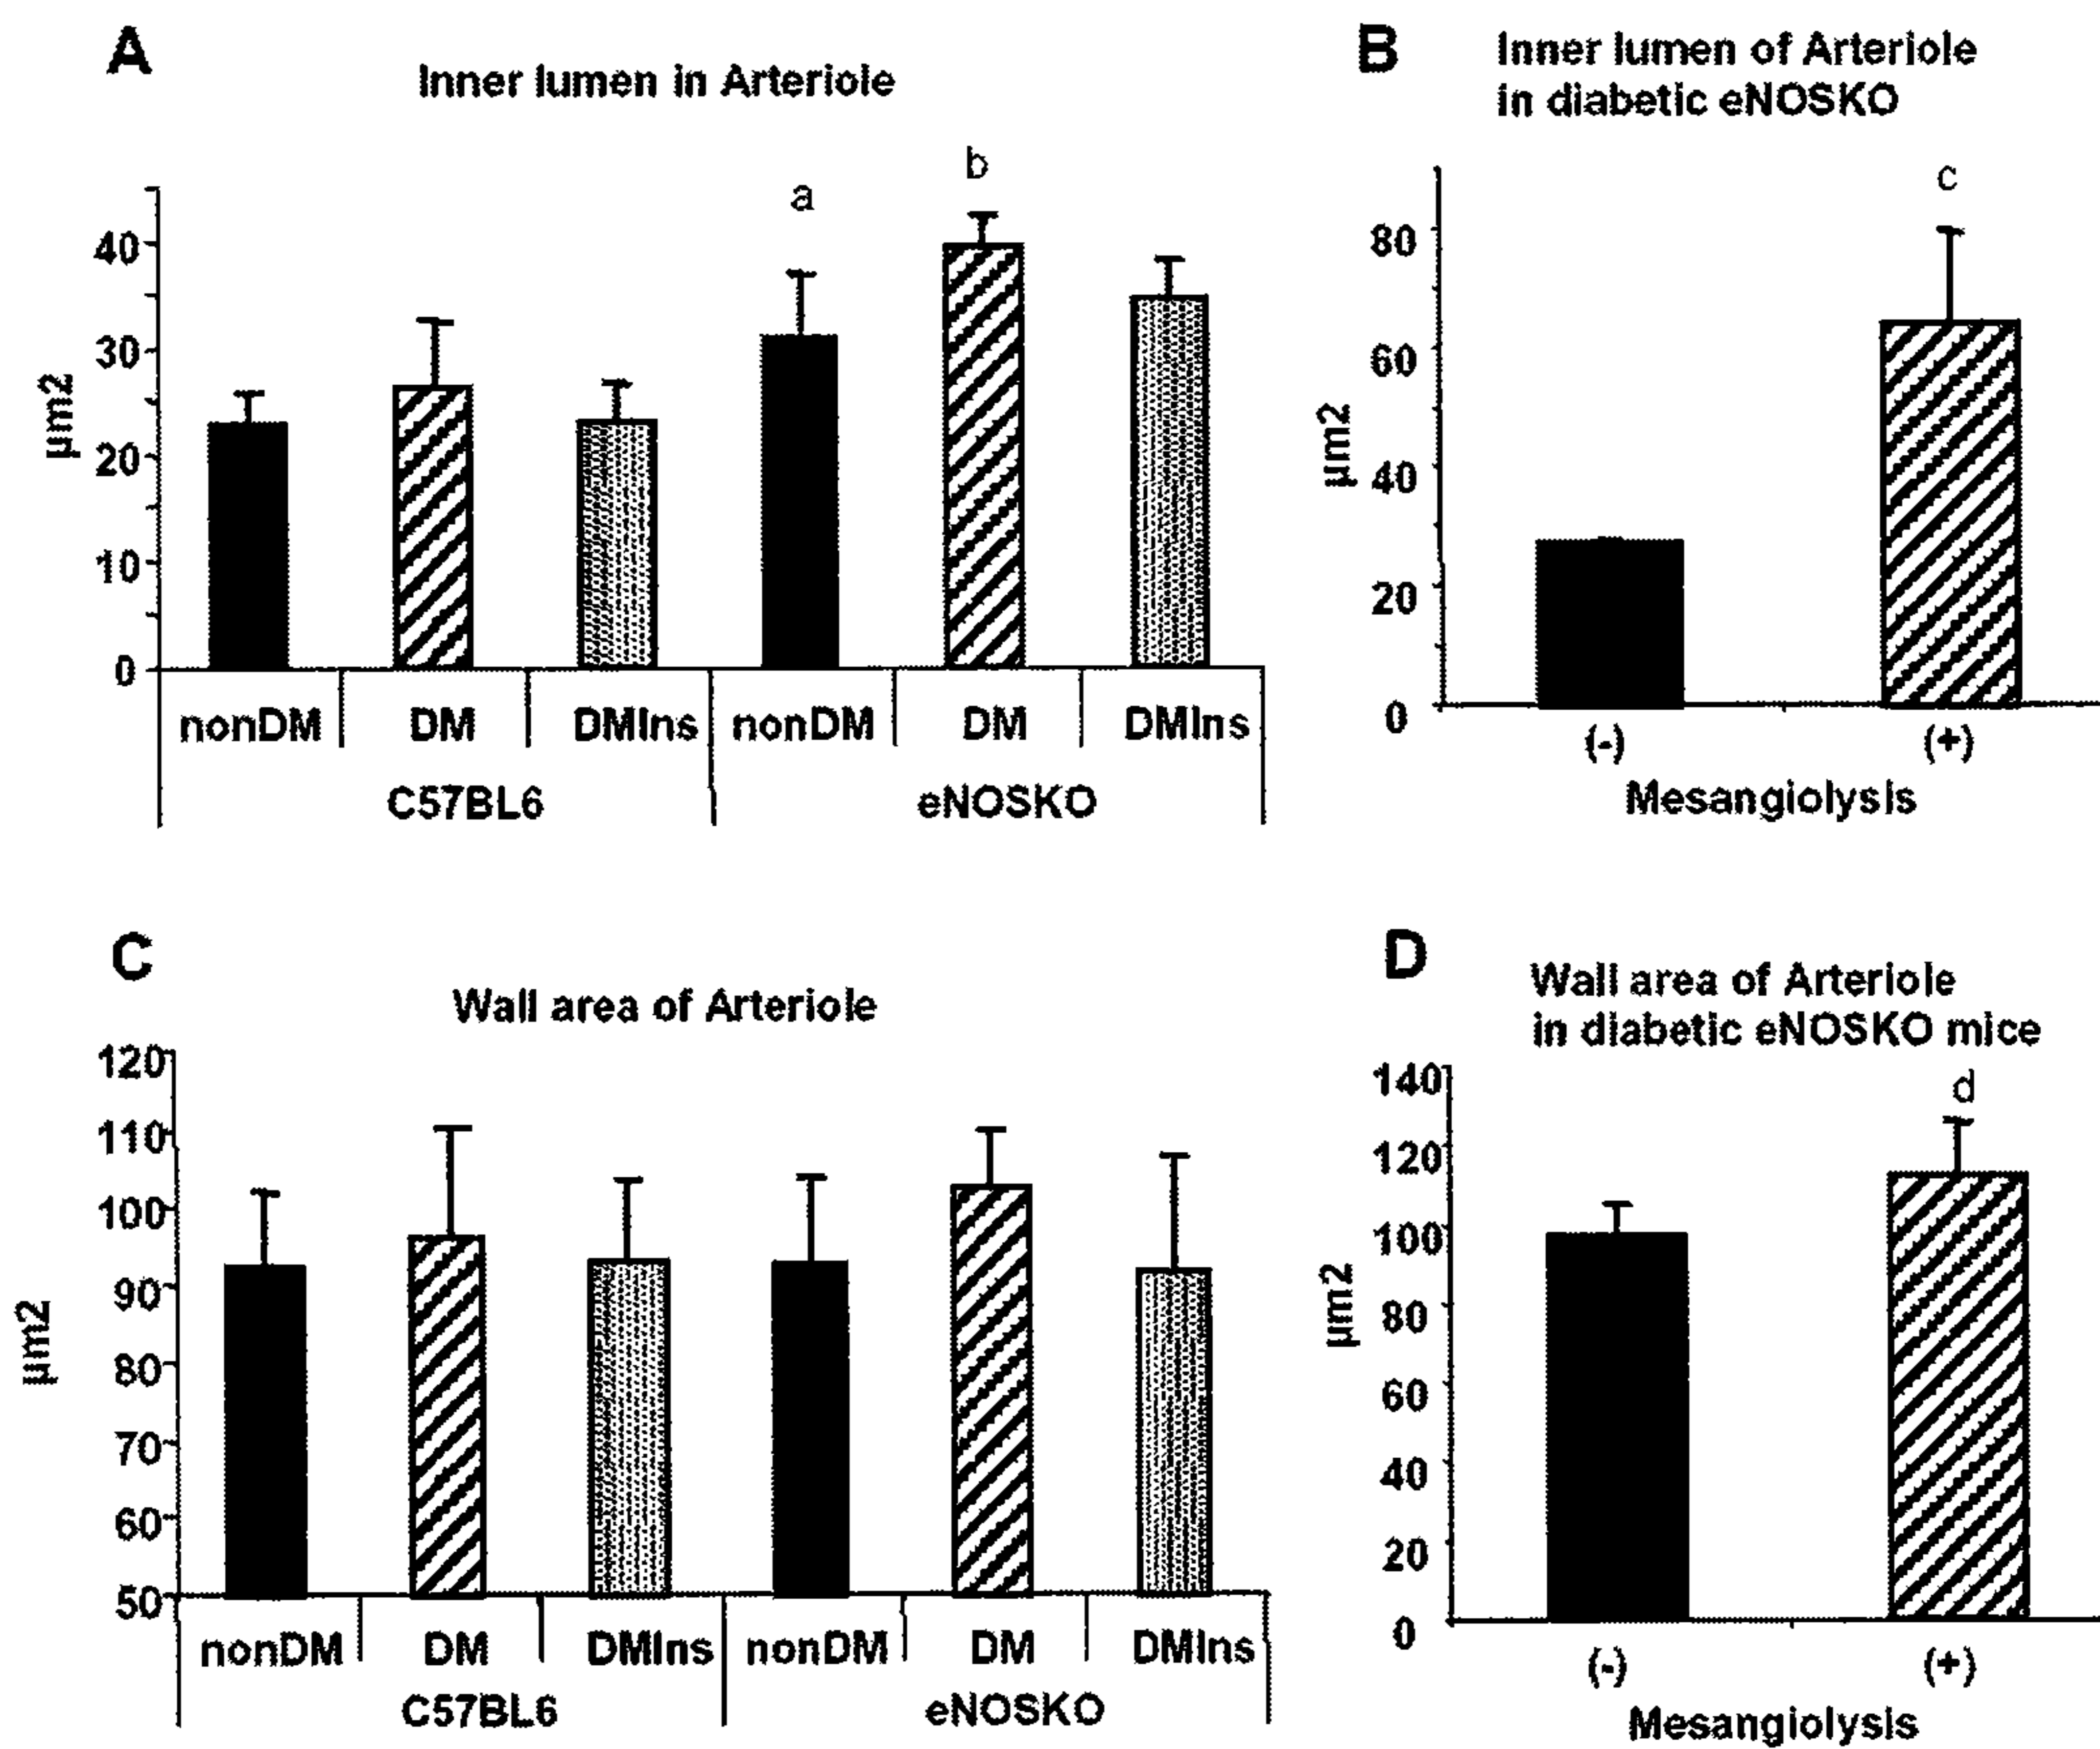 A
Inner lumen in Arteriole
a
b
µm2
40
30
20
10
0
nonDM DM DMIns nonDM DM DMIns
C57BL6 eNOSKO
B
Inner lumen of Arteriole
in diabetic eNOSKO
c
µm2
80
60
40
20
0
(-) (+)
Mesangiolysis
C
Wall area of Arteriole
µm2
120
110
100
90
80
70
60
50
nonDM DM DMIns nonDM DM DMIns
C57BL6 eNOSKO
D
Wall area of Arteriole
in diabetic eNOSKO mice
d
µm2
140
120
100
80
60
40
20
0
(-) (+)
Mesangiolysis